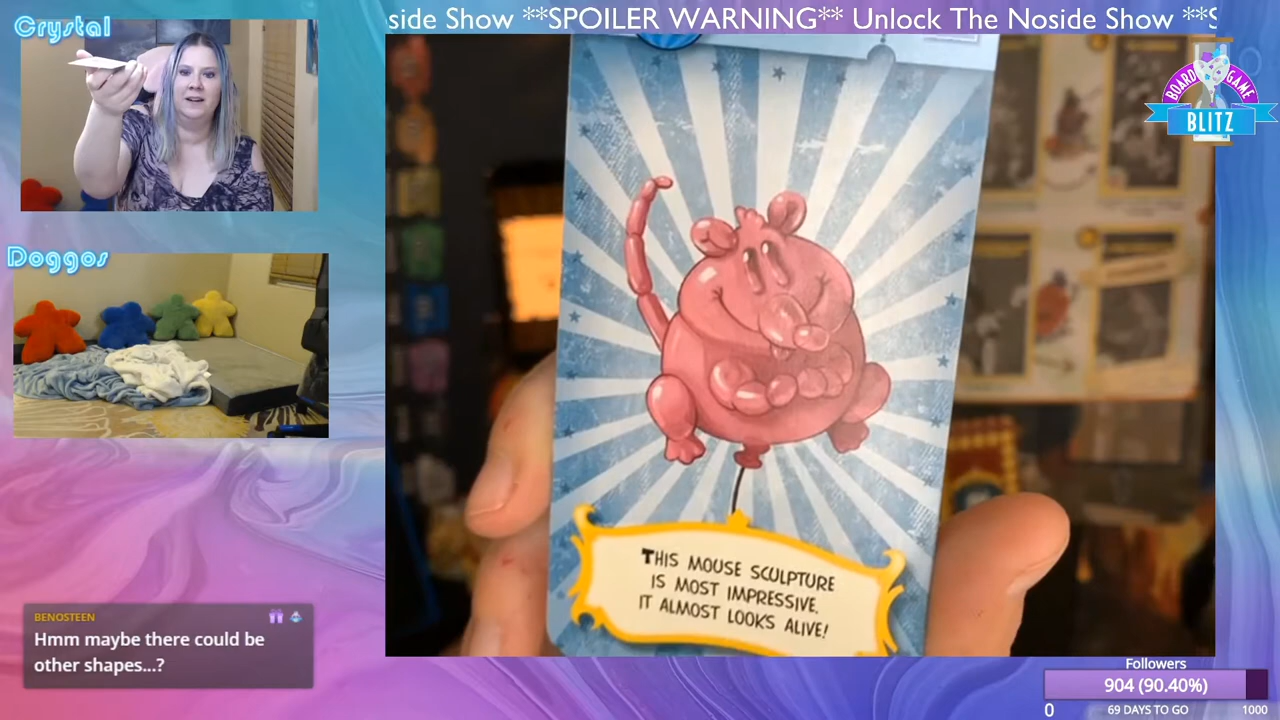 Crystal
side Show **SPOILER WARNING** Unlock The Noside Show **S
BOARD GAME
BLITZ
Doggos
THIS MOUSE SCULPTURE
IS MOST IMPRESSIVE.
IT ALMOST LOOKS ALIVE!
BENOSTEEN
Hmm maybe there could be
other shapes...?
Followers
904 (90.40%)
0 69 DAYS TO GO 1000